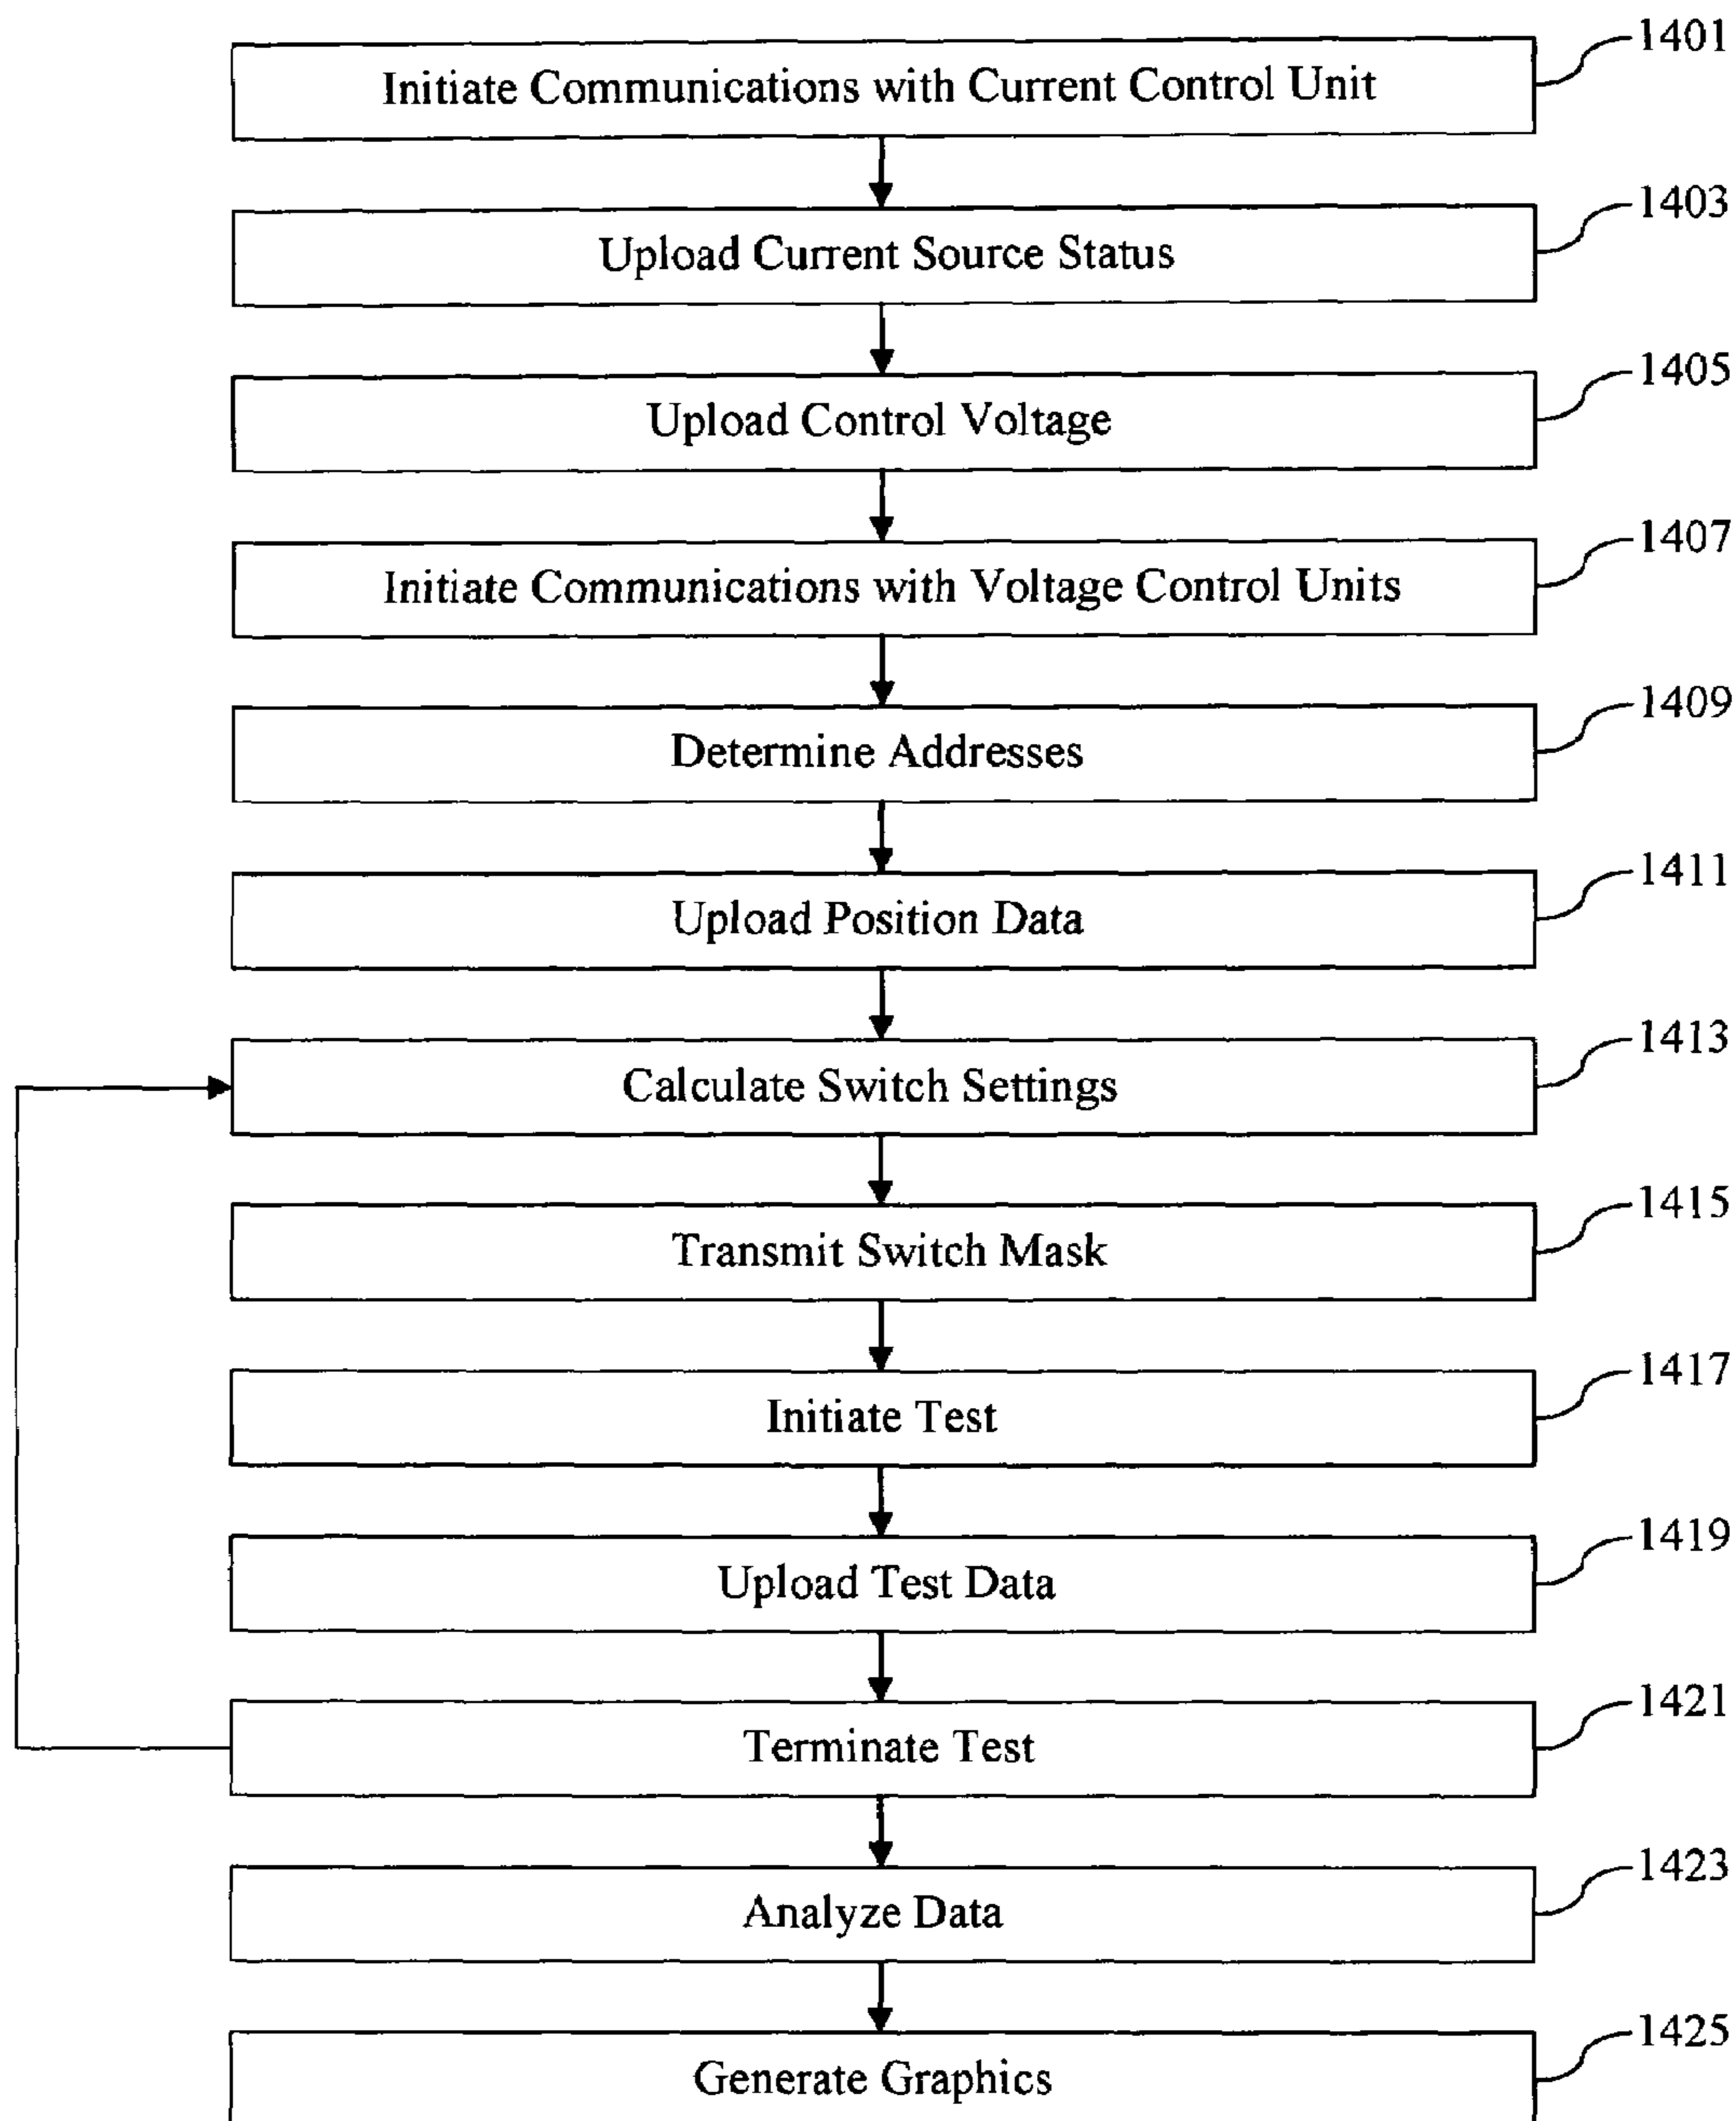 1401
Initiate Communications with Current Control Unit
1403
Upload Current Source Status
1405
Upload Control Voltage
1407
Initiate Communications with Voltage Control Units
1409
Determine Addresses
1411
Upload Position Data
1413
Calculate Switch Settings
1415
Transmit Switch Mask
1417
Initiate Test
1419
Upload Test Data
1421
Terminate Test
1423
Analyze Data
1425
Generate Graphics